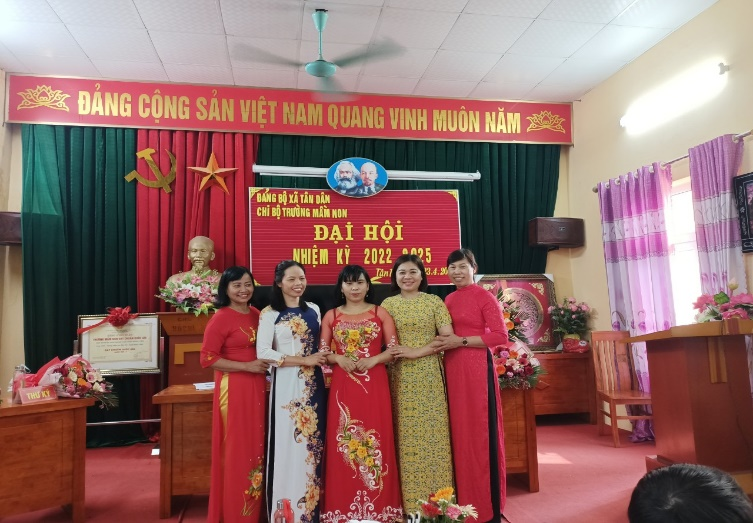 ĐẢNG CỘNG SẢN VIỆT NAM QUANG VINH MUÔN NĂM
ĐẢNG BỘ XÃ TÂN DÂN
CHI BỘ TRƯỜNG MẦM NON
ĐẠI HỘI
NHIỆM KỲ 2022 2025
THƯ KÝ